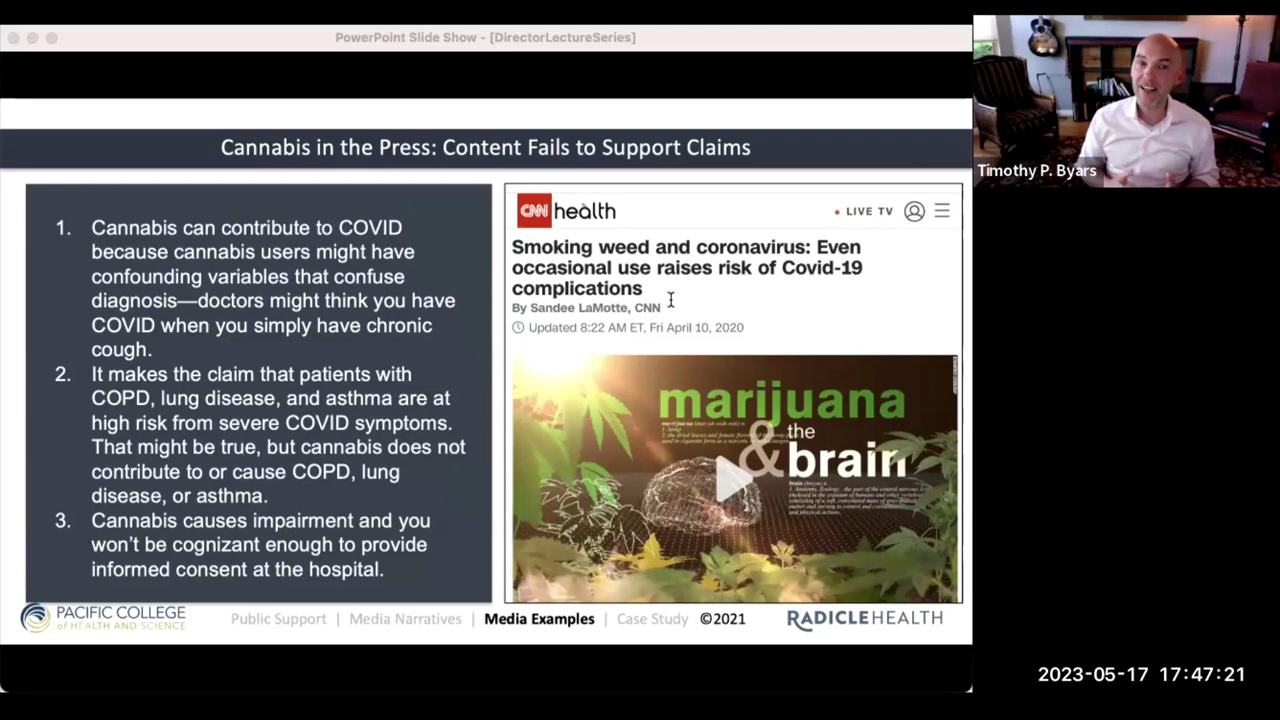 PowerPoint Slide Show - [DirectorLectureSeries]
Cannabis in the Press: Content Fails to Support Claims
1. Cannabis can contribute to COVID
because cannabis users might have
confounding variables that confuse
diagnosis—doctors might think you have
COVID when you simply have chronic
cough.
2. It makes the claim that patients with
COPD, lung disease, and asthma are at
high risk from severe COVID symptoms.
That might be true, but cannabis does not
contribute to or cause COPD, lung
disease, or asthma.
3. Cannabis causes impairment and you
won't be cognizant enough to provide
informed consent at the hospital.
CNN health
LIVE TV
Smoking weed and coronavirus: Even
occasional use raises risk of Covid-19
complications
By Sandee LaMotte, CNN
Updated 8:22 AM ET, Fri April 10, 2020
marijuana
& the
brain
PACIFIC COLLEGE
of HEALTH AND SCIENCE
Public Support | Media Narratives | Media Examples | Case Study ©2021
RADICLEHEALTH
Timothy P. Byars
2023-05-17 17:47:21